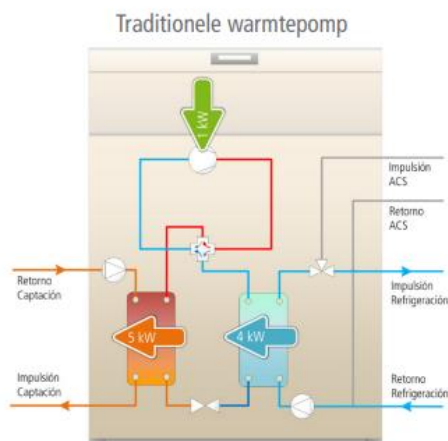 Traditionele warmtepomp
1 kW
Impulsión
ACS
Retorno
ACS
Retorno
Captación
Impulsión
Refrigeración
5 kW
4 kW
Impulsión
Captación
Retorno
Refrigeración